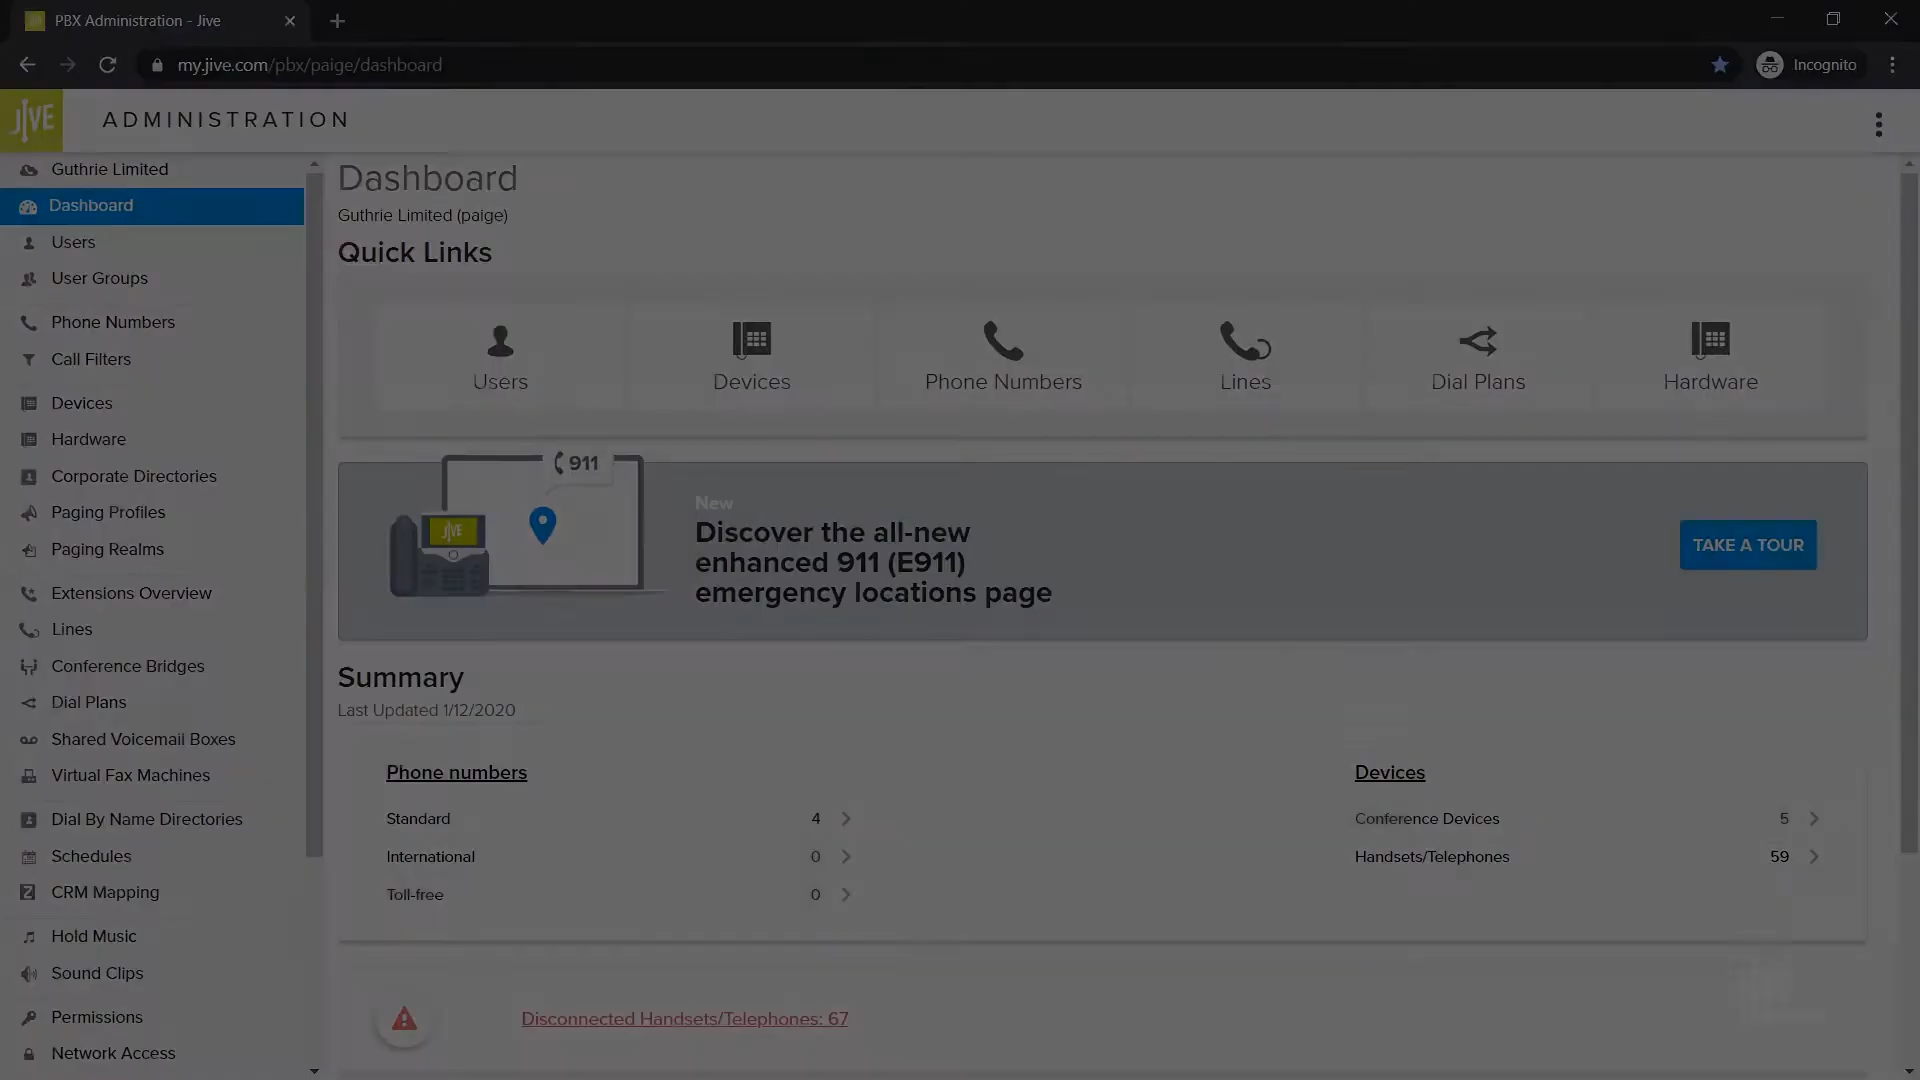 PBX Administration - Jive
my.jive.com/pbx/paige/dashboard
Incognito
JIVE
ADMINISTRATION
Guthrie Limited
Dashboard
Users
User Groups
Phone Numbers
Call Filters
Devices
Hardware
Corporate Directories
Paging Profiles
Paging Realms
Extensions Overview
Lines
Conference Bridges
Dial Plans
Shared Voicemail Boxes
Virtual Fax Machines
Dial By Name Directories
Schedules
CRM Mapping
Hold Music
Sound Clips
Permissions
Network Access
Dashboard
Guthrie Limited (paige)
Quick Links
Users
Devices
Phone Numbers
Lines
Dial Plans
Hardware
911
JIVE
New
Discover the all-new
enhanced 911 (E911)
emergency locations page
TAKE A TOUR
Summary
Last Updated 1/12/2020
Phone numbers
Standard 4
International 0
Toll-free 0
Devices
Conference Devices 5
Handsets/Telephones 59
Disconnected Handsets/Telephones: 67